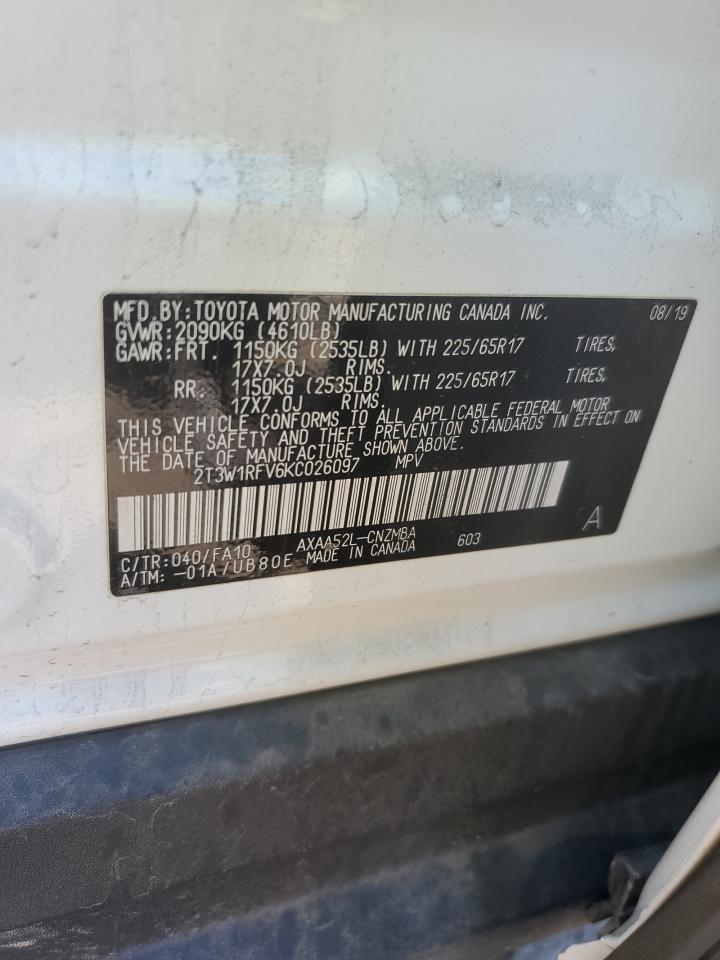 MFD. BY: TOYOTA MOTOR MANUFACTURING CANADA INC. 08/19
GVWR: 2090KG (4610LB)
GAWR: FRT. 1150KG (2535LB) WITH 225/65R17 TIRES,
17X7.0J RIMS.
RR. 1150KG (2535LB) WITH 225/65R17 TIRES,
17X7.0J RIMS.
THIS VEHICLE CONFORMS TO ALL APPLICABLE FEDERAL MOTOR
VEHICLE SAFETY AND THEFT PREVENTION STANDARDS IN EFFECT ON
THE DATE OF MANUFACTURE SHOWN ABOVE.
2T3W1RFV6KC026097 MPV
A
C/TR: 040/FA10 AXAA52L-CNZMBA 603
A/TM: -01A/UB80E MADE IN CANADA